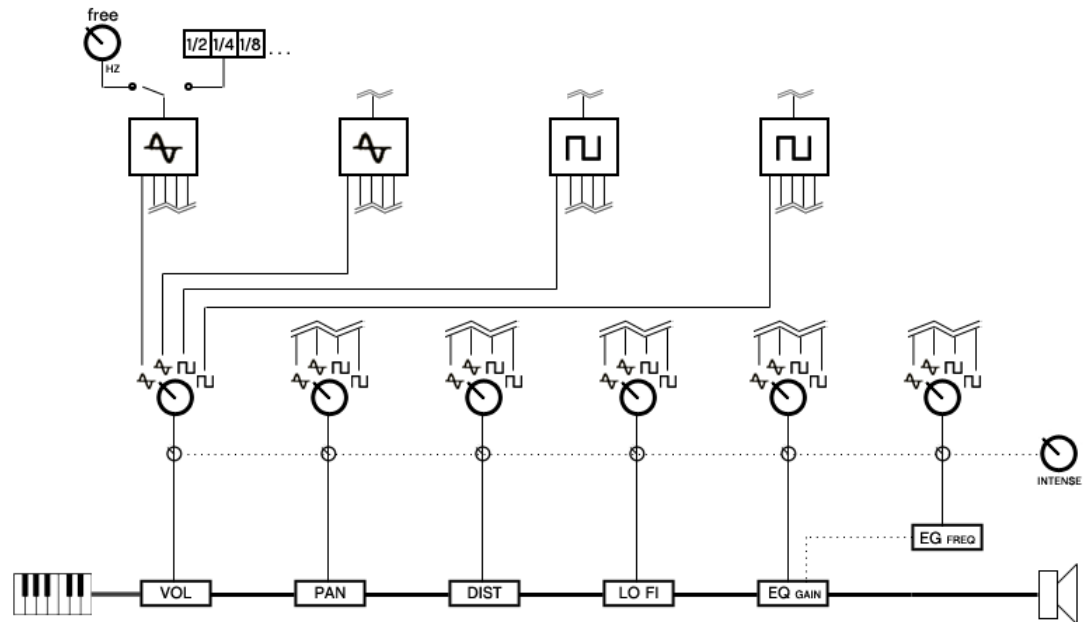 free
1/2 1/4 1/8 ...
HZ
INTENSE
EG FREQ
VOL PAN DIST LO FI EQ GAIN